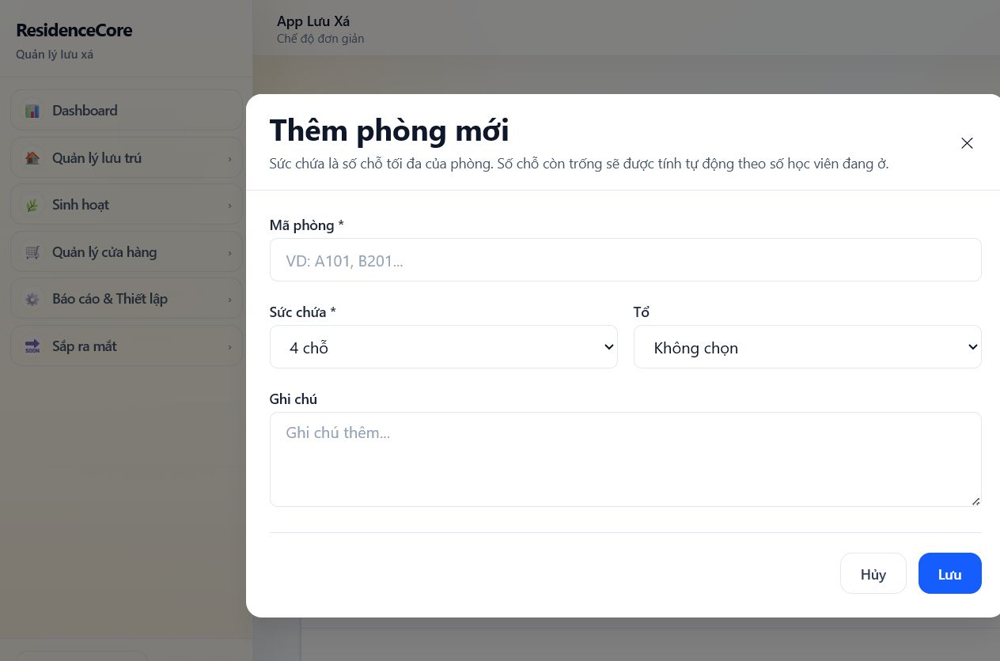 ResidenceCore
Quản lý lưu xá
App Lưu Xá
Chế độ đơn giản
Dashboard
Quản lý lưu trú
Sinh hoạt
Quản lý cửa hàng
Báo cáo & Thiết lập
SOON
Sắp ra mắt
Thêm phòng mới
Sức chứa là số chỗ tối đa của phòng. Số chỗ còn trống sẽ được tính tự động theo số học viên đang ở.
Mã phòng *
VD: A101, B201...
Sức chứa *
Tổ
4 chỗ
Không chọn
Ghi chú
Ghi chú thêm...
Hủy
Lưu